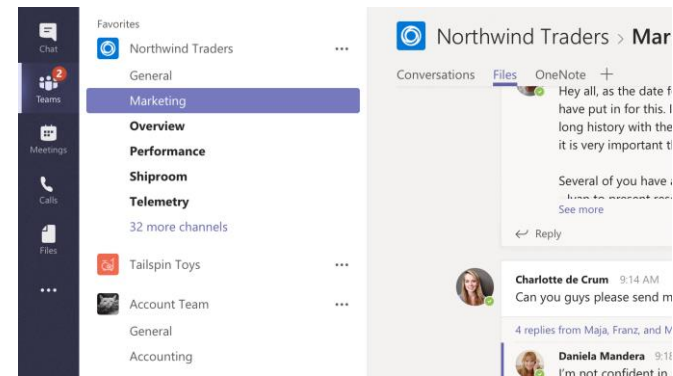 Chat
2
Teams
Meetings
Calls
Files
Favorites
Northwind Traders
General
Marketing
Overview
Performance
Shiproom
Telemetry
32 more channels
Tailspin Toys
Account Team
General
Accounting
Northwind Traders > Mar
Conversations Files OneNote +
Hey all, as the date f
have put in for this. I
long history with the
it is very important t
Several of you have a
See more
Reply
Charlotte de Crum 9:14 AM
Can you guys please send m
4 replies from Maja, Franz, and M
Daniela Mandera 9:18
I'm not confident in